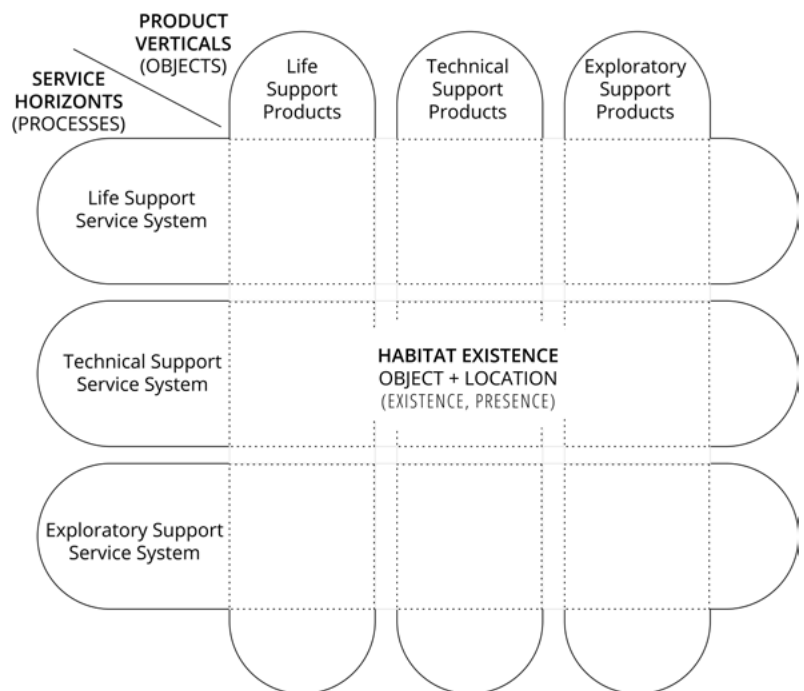 PRODUCT
VERTICALS
(OBJECTS)
SERVICE
HORIZONTS
(PROCESSES)
Life
Support
Products
Technical
Support
Products
Exploratory
Support
Products
Life Support
Service System
Technical Support
Service System
HABITAT EXISTENCE
OBJECT + LOCATION
(EXISTENCE, PRESENCE)
Exploratory Support
Service System